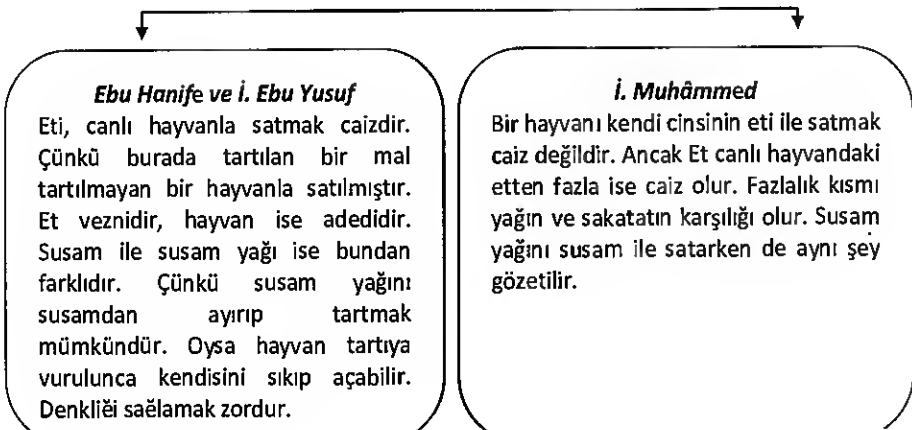 Ebu Hanife ve İ. Ebu Yusuf
Eti, canlı hayvanla satmak caizdir.
Çünkü burada tartılan bir mal
tartılmayan bir hayvanla satılmıştır.
Et veznidir, hayvan ise adedidir.
Susam ile susam yağı ise bundan
farklıdır. Çünkü susam yağını
susamdan ayırıp tartmak
mümkündür. Oysa hayvan tartıya
vurulunca kendisini sıkıp açabilir.
Denkliëi saëlamak zordur.
İ. Muhâmmed
Bir hayvanı kendi cinsinin eti ile satmak
caiz değildir. Ancak Et canlı hayvandaki
etten fazla ise caiz olur. Fazlalık kısmı
yağın ve sakatatın karşılığı olur. Susam
yağını susam ile satarken de aynı şey
gözetilir.